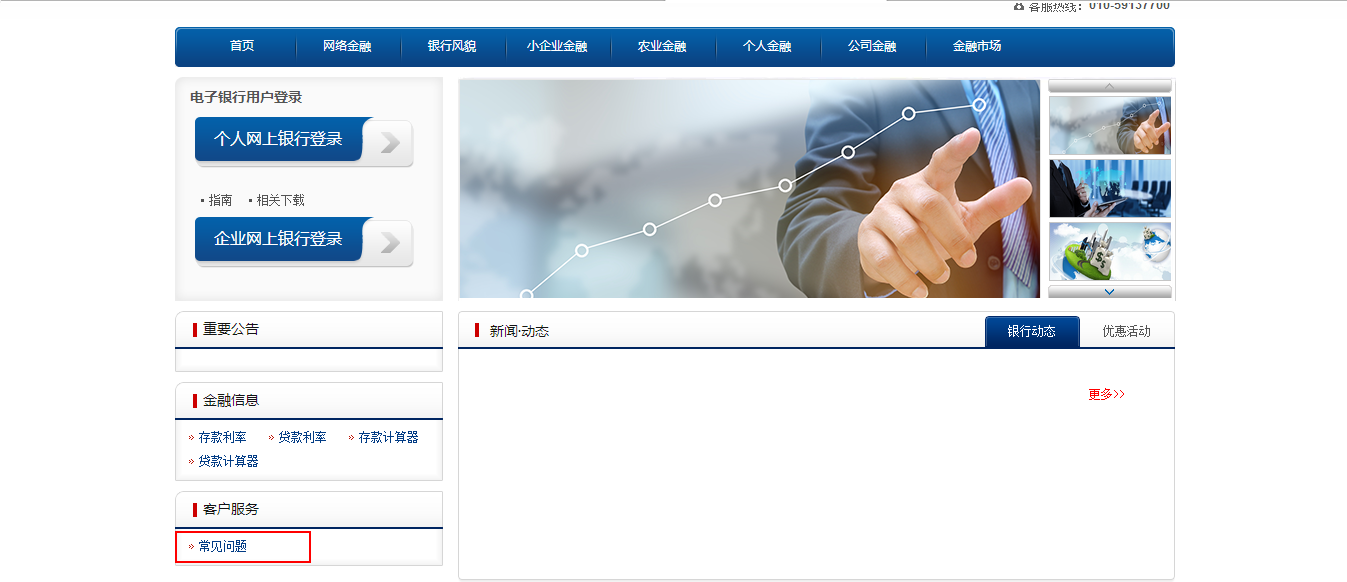 客服热线：010-59137700
首页 网络金融 银行风貌 小企业金融 农业金融 个人金融 公司金融 金融市场
电子银行用户登录
个人网上银行登录
指南 相关下载
企业网上银行登录
重要公告
金融信息
存款利率 贷款利率 存款计算器
贷款计算器
客户服务
常见问题
新闻·动态 银行动态 优惠活动
更多>>